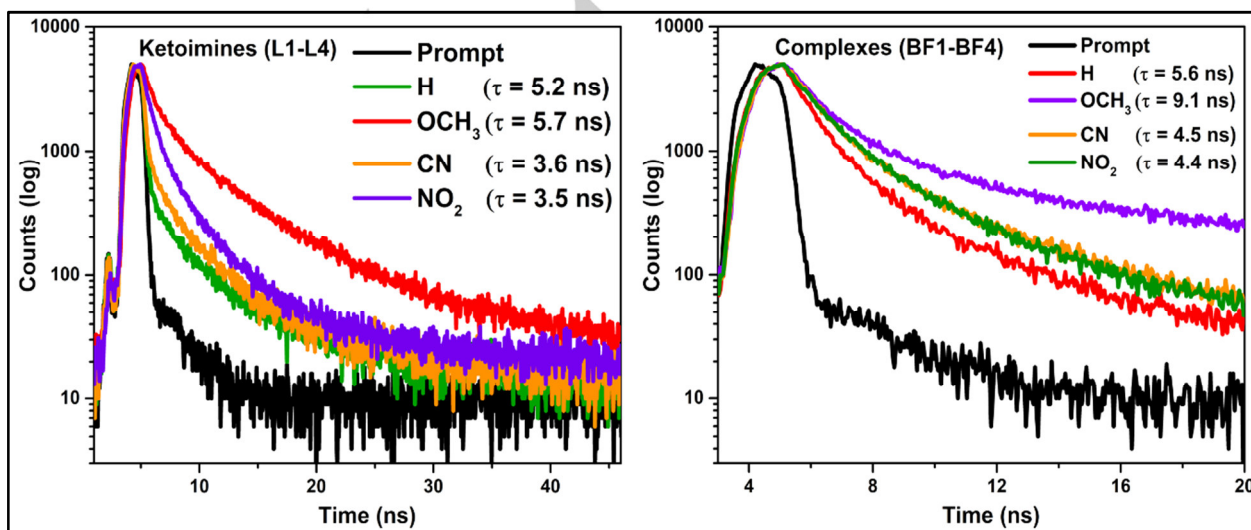 Ketoimines (L1-L4)
Prompt
H (τ = 5.2 ns)
OCH₃ (τ = 5.7 ns)
CN (τ = 3.6 ns)
NO₂ (τ = 3.5 ns)
10000
1000
100
10
Counts (log)
10 20 30 40
Time (ns)
Complexes (BF1-BF4)
Prompt
H (τ = 5.6 ns)
OCH₃ (τ = 9.1 ns)
CN (τ = 4.5 ns)
NO₂ (τ = 4.4 ns)
10000
1000
100
10
Counts (log)
4 8 12 16 20
Time (ns)